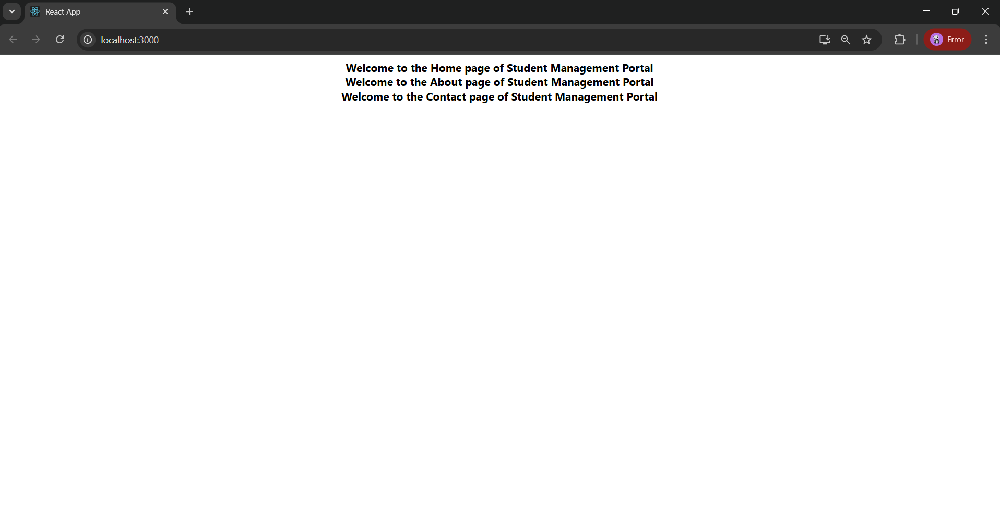 React App
localhost:3000
Error
Welcome to the Home page of Student Management Portal
Welcome to the About page of Student Management Portal
Welcome to the Contact page of Student Management Portal